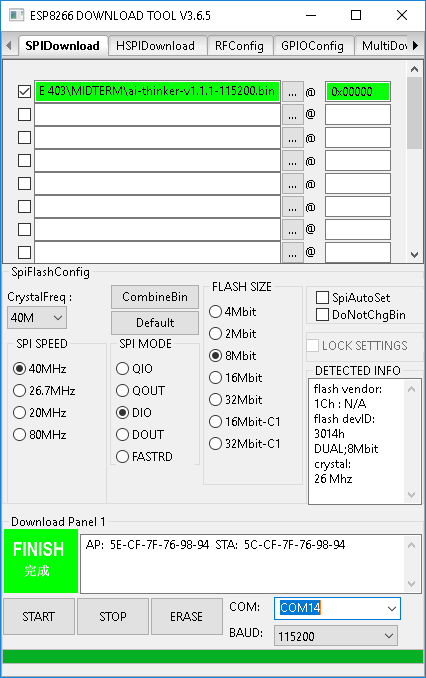 ESP8266 DOWNLOAD TOOL V3.6.5
SPIDownload HSPIDownload RFConfig GPIOConfig MultiDow
E 403\MIDTERM\ai-thinker-v1.1.1-115200.bin ... @ 0x00000
... @
... @
... @
... @
... @
... @
... @
SpiFlashConfig
CrystalFreq :
40M
CombineBin
Default
SPI SPEED
40MHz
26.7MHz
20MHz
80MHz
SPI MODE
QIO
QOUT
DIO
DOUT
FASTRD
FLASH SIZE
4Mbit
2Mbit
8Mbit
16Mbit
32Mbit
16Mbit-C1
32Mbit-C1
SpiAutoSet
DoNotChgBin
LOCK SETTINGS
DETECTED INFO
flash vendor:
1Ch : N/A
flash devID:
3014h
DUAL;8Mbit
crystal:
26 Mhz
Download Panel 1
FINISH
完成
AP: 5E-CF-7F-76-98-94 STA: 5C-CF-7F-76-98-94
START STOP ERASE
COM: COM14
BAUD: 115200